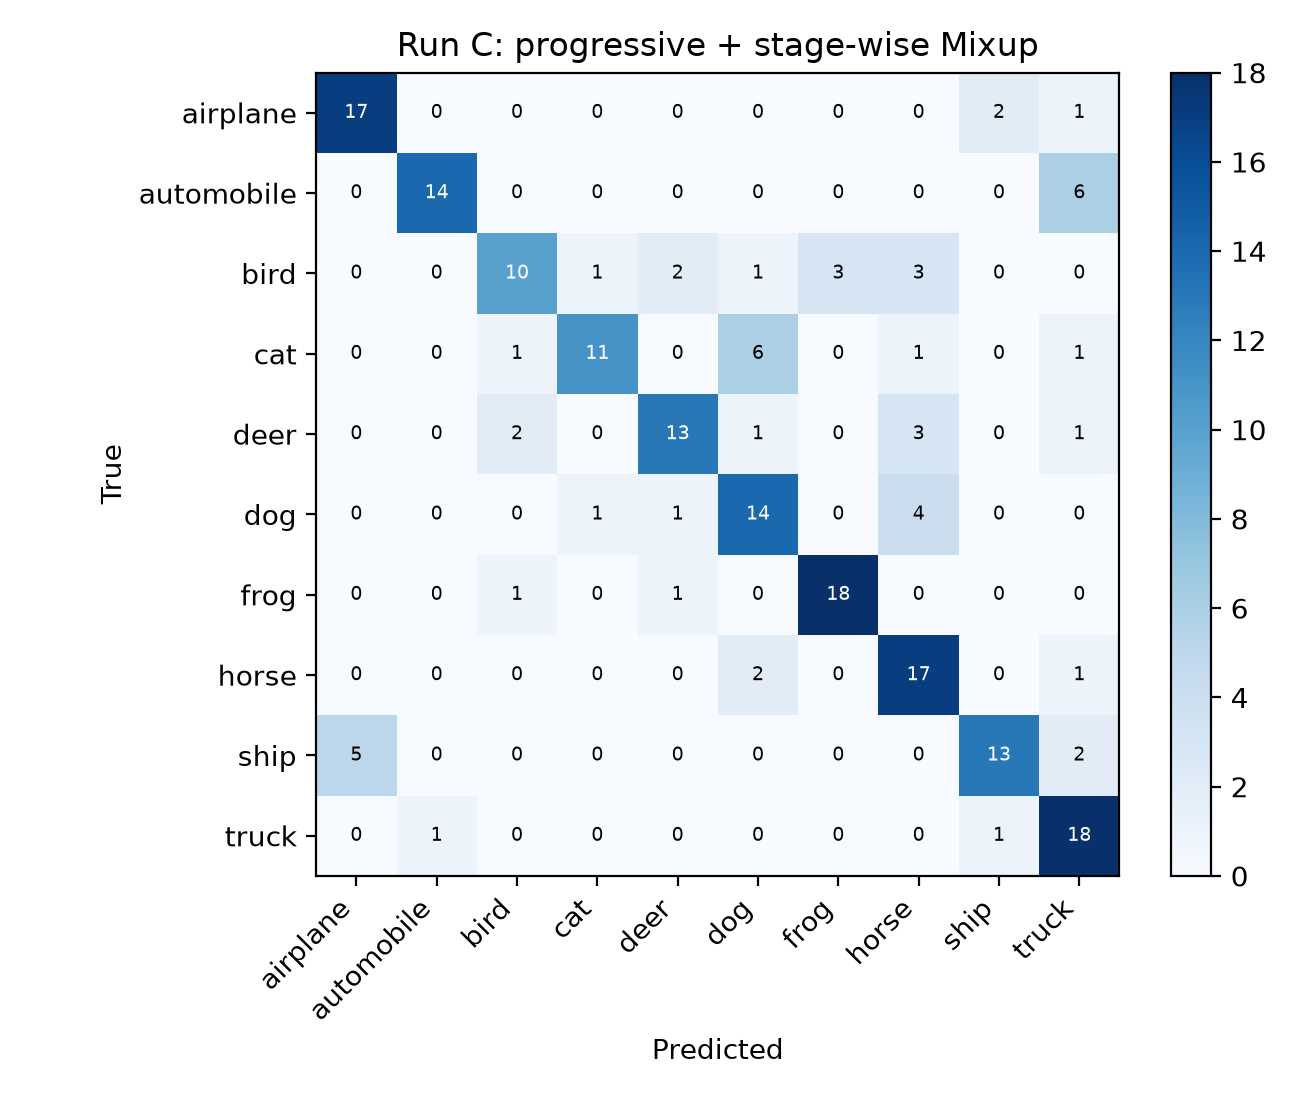 Run C: progressive + stage-wise Mixup
airplane 17 0 0 0 0 0 0 0 2 1
automobile 0 14 0 0 0 0 0 0 0 6
bird 0 0 10 1 2 1 3 3 0 0
cat 0 0 1 11 0 6 0 1 0 1
deer 0 0 2 0 13 1 0 3 0 1
dog 0 0 0 1 1 14 0 4 0 0
frog 0 0 1 0 1 0 18 0 0 0
horse 0 0 0 0 0 2 0 17 0 1
ship 5 0 0 0 0 0 0 0 13 2
truck 0 1 0 0 0 0 0 0 1 18
True
airplane automobile bird cat deer dog frog horse ship truck
Predicted
18
16
14
12
10
8
6
4
2
0